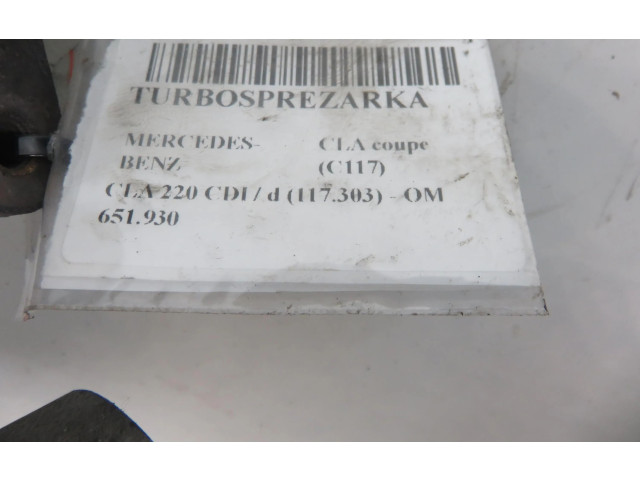 TURBOSPREZARKA
MERCEDES-BENZ CLA coupe (C117)
CLA 220 CDI / d (117.303) - OM
651.930